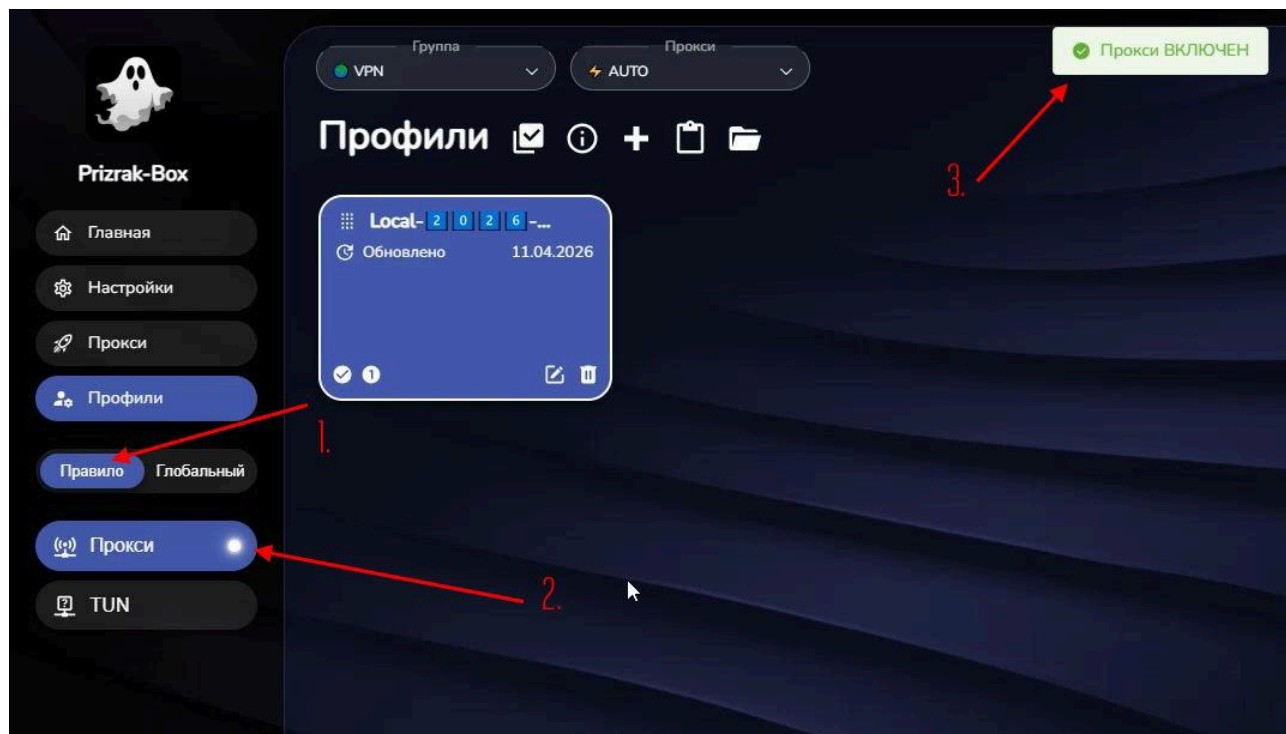 Группа
VPN
Прокси
AUTO
Прокси ВКЛЮЧЕН
Prizrak-Box
Главная
Настройки
Прокси
Профили
Правило Глобальный
Прокси
TUN
Профили
Local-2026-...
Обновлено 11.04.2026
1
1.
2.
3.